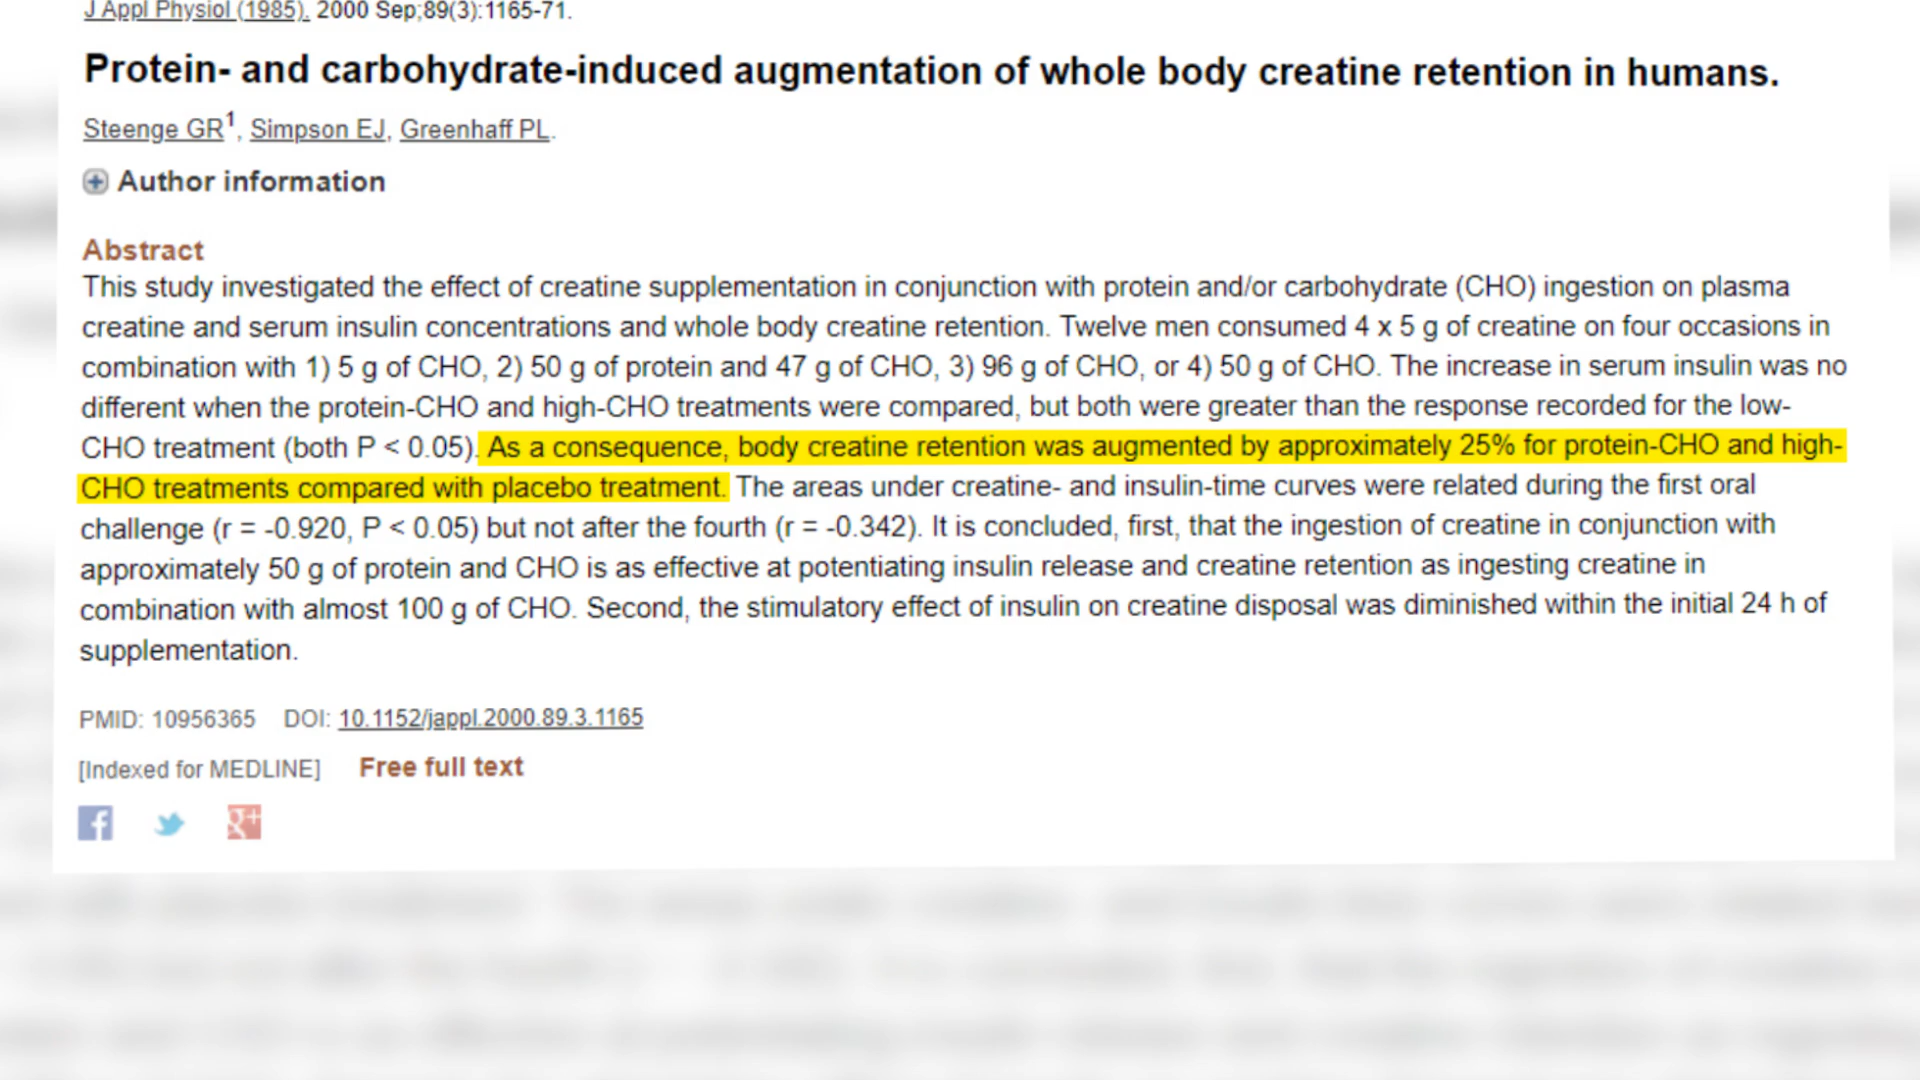 J Appl Physiol (1985). 2000 Sep;89(3):1165-71.
Protein- and carbohydrate-induced augmentation of whole body creatine retention in humans.
Steenge GR1, Simpson EJ, Greenhaff PL.
Author information
Abstract
This study investigated the effect of creatine supplementation in conjunction with protein and/or carbohydrate (CHO) ingestion on plasma
creatine and serum insulin concentrations and whole body creatine retention. Twelve men consumed 4 x 5 g of creatine on four occasions in
combination with 1) 5 g of CHO, 2) 50 g of protein and 47 g of CHO, 3) 96 g of CHO, or 4) 50 g of CHO. The increase in serum insulin was no
different when the protein-CHO and high-CHO treatments were compared, but both were greater than the response recorded for the low-
CHO treatment (both P < 0.05). As a consequence, body creatine retention was augmented by approximately 25% for protein-CHO and high-
CHO treatments compared with placebo treatment. The areas under creatine- and insulin-time curves were related during the first oral
challenge (r = -0.920, P < 0.05) but not after the fourth (r = -0.342). It is concluded, first, that the ingestion of creatine in conjunction with
approximately 50 g of protein and CHO is as effective at potentiating insulin release and creatine retention as ingesting creatine in
combination with almost 100 g of CHO. Second, the stimulatory effect of insulin on creatine disposal was diminished within the initial 24 h of
supplementation.
PMID: 10956365 DOI: 10.1152/jappl.2000.89.3.1165
[Indexed for MEDLINE] Free full text
f g+